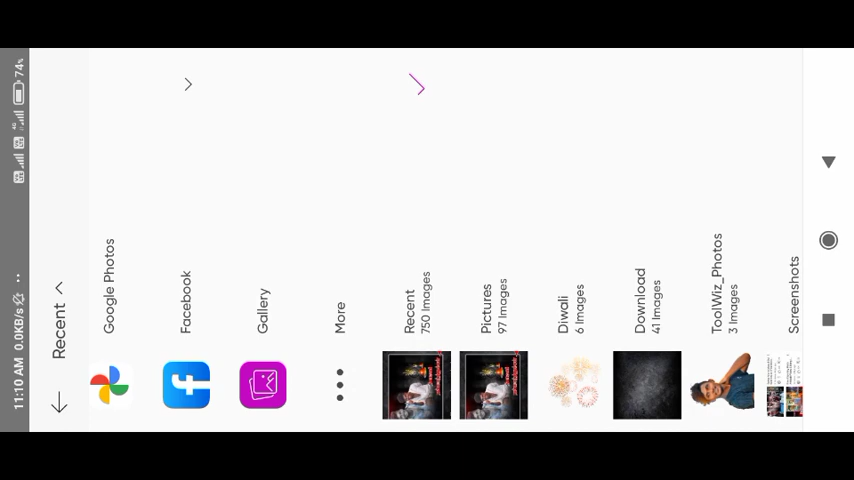 11:10 AM 0.0KB/s
4G
74%
Recent
Google Photos
Facebook
Gallery
More
Recent
750 Images
Pictures
97 Images
Diwali
6 Images
Download
41 Images
ToolWiz_Photos
3 Images
Screenshots